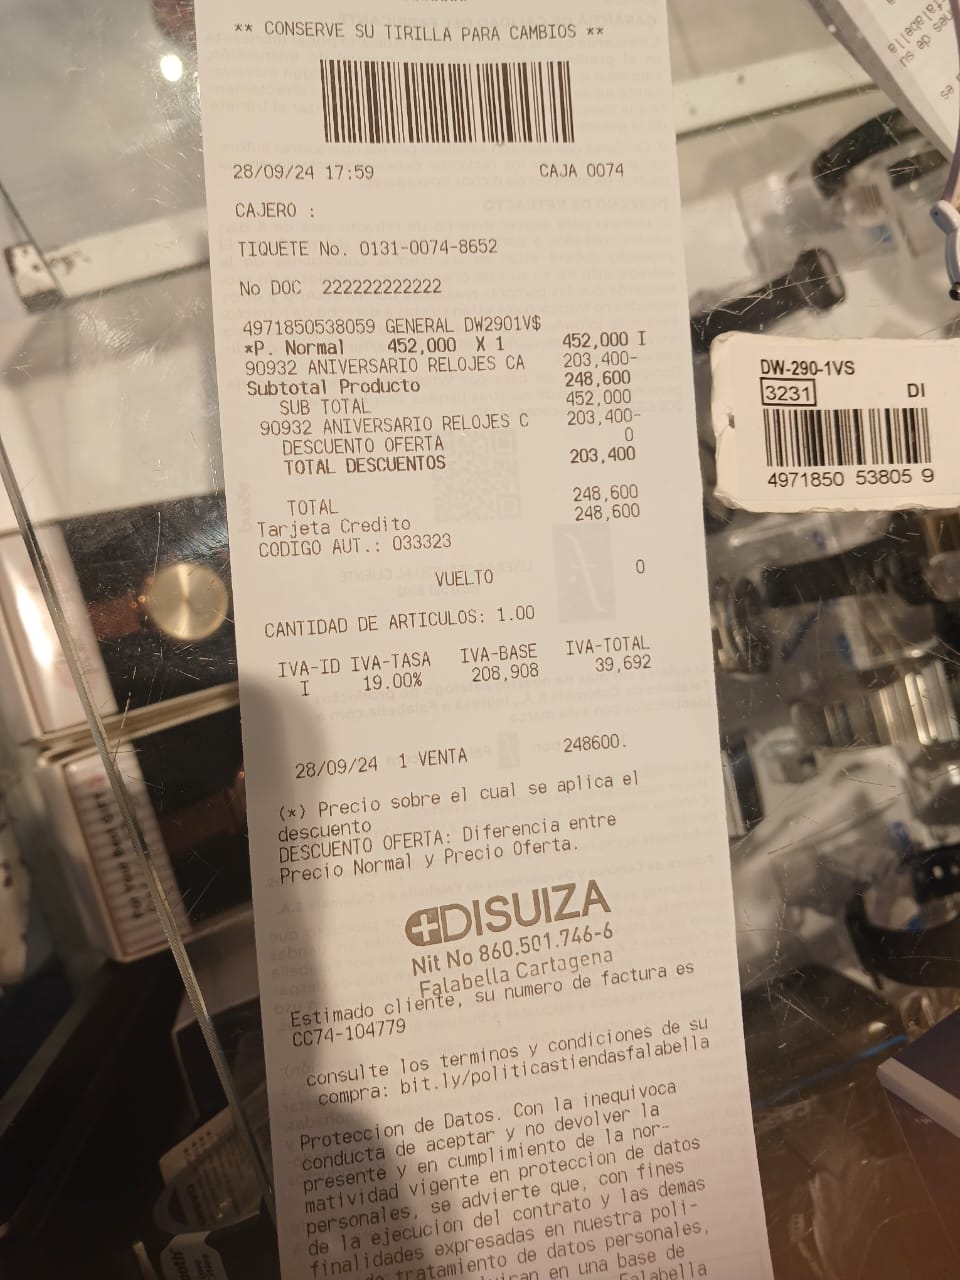 ** CONSERVE SU TIRILLA PARA CAMBIOS **
28/09/24 17:59 CAJA 0074
CAJERO :
TIQUETE No. 0131-0074-8652
No DOC 222222222222
4971850538059 GENERAL DW2901V$
*P. Normal 452,000 X 1 452,000 I
90932 ANIVERSARIO RELOJES CA 203,400-
Subtotal Producto 248,600
SUB TOTAL 452,000
90932 ANIVERSARIO RELOJES C 203,400-
DESCUENTO OFERTA 0
TOTAL DESCUENTOS 203,400
TOTAL 248,600
Tarjeta Credito 248,600
CODIGO AUT.: 033323
VUELTO 0
CANTIDAD DE ARTICULOS: 1.00
IVA-ID IVA-TASA IVA-BASE IVA-TOTAL
I 19.00% 208,908 39,692
28/09/24 1 VENTA 248600.
(*) Precio sobre el cual se aplica el
descuento
DESCUENTO OFERTA: Diferencia entre
Precio Normal y Precio Oferta.
DISUIZA
Nit No 860.501.746-6
Falabella Cartagena
Estimado cliente, su numero de factura es
CC74-104779
consulte los terminos y condiciones de su
compra: bit.ly/politicastiendasfalabella
Proteccion de Datos. Con la inequivoca
conducta de aceptar y no devolver la
presente y en cumplimiento de la nor-
matividad vigente en proteccion de datos
personales, se advierte que, con fines
de la ejecucion del contrato y las demas
finalidades expresadas en nuestra poli-
tratamiento de datos personales,
en una base de
Falabella
DW-290-1VS
3231 DI
4971850 53805 9